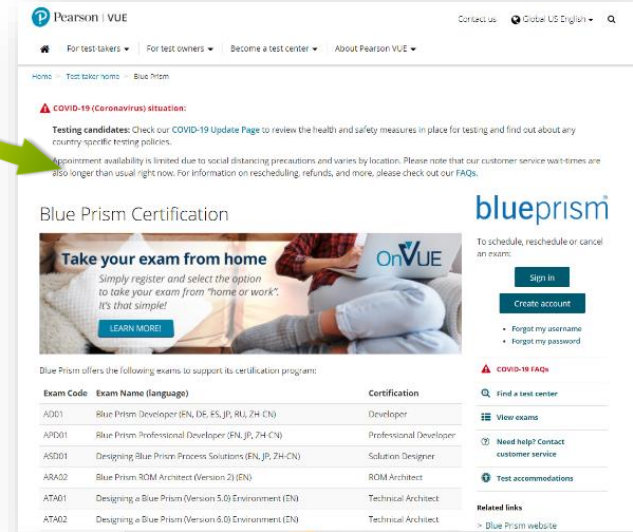 Pearson | VUE
Contact us Global US English
For test-takers For test owners Become a test center About Pearson VUE
Home > Test taker home > Blue Prism
COVID-19 (Coronavirus) situation:
Testing candidates: Check our COVID-19 Update Page to review the health and safety measures in place for testing and find out about any
country specific testing policies.
Appointment availability is limited due to social distancing precautions and varies by location. Please note that our customer service wait-times are
also longer than usual right now. For information on rescheduling, refunds, and more, please check out our FAQs.
Blue Prism Certification
Take your exam from home
Simply register and select the option
to take your exam from "home or work".
It's that simple!
LEARN MORE!
OnVUE
Blue Prism offers the following exams to support its certification program:
Exam Code Exam Name (language) Certification
AD01 Blue Prism Developer (EN, DE, ES, JP, RU, ZH-CN) Developer
APD01 Blue Prism Professional Developer (EN, JP, ZH-CN) Professional Developer
ASD01 Designing Blue Prism Process Solutions (EN, JP, ZH-CN) Solution Designer
ARA02 Blue Prism ROM Architect (Version 2) (EN) ROM Architect
ATA01 Designing a Blue Prism (Version 5.0) Environment (EN) Technical Architect
ATA02 Designing a Blue Prism (Version 6.0) Environment (EN) Technical Architect
blueprism
To schedule, reschedule or cancel
an exam:
Sign in
Create account
Forgot my username
Forgot my password
COVID-19 FAQs
Find a test center
View exams
Need help? Contact
customer service
Test accommodations
Related links
> Blue Prism website